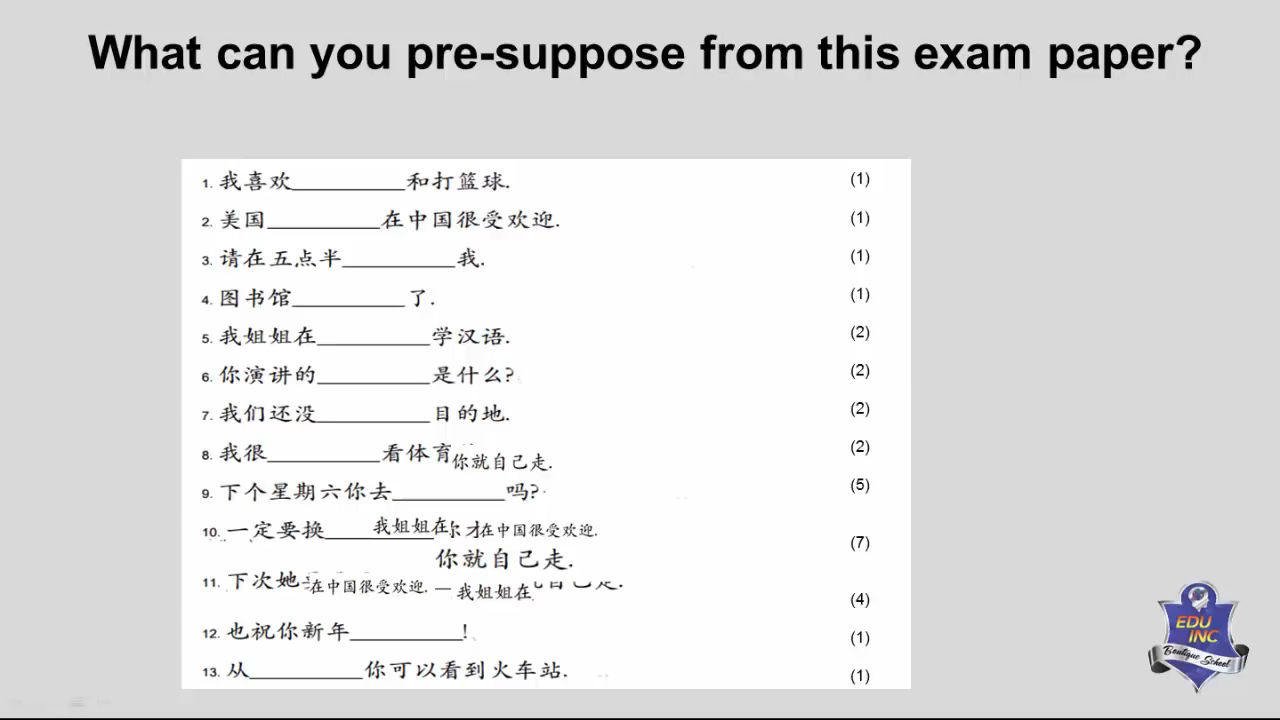 What can you pre-suppose from this exam paper?
1. 我喜欢__________和打篮球. (1)
2. 美国__________在中国很受欢迎. (1)
3. 请在五点半__________我. (1)
4. 图书馆__________了. (1)
5. 我姐姐在__________学汉语. (2)
6. 你演讲的__________是什么? (2)
7. 我们还没__________目的地. (2)
8. 我很__________看体育 (2)
你就自己走.
9. 下个星期六你去__________吗? (5)
10. 一定要换__________我姐姐在 在中国很受欢迎. (7)
你就自己走.
11. 下次她 在中国很受欢迎. 我姐姐在 (4)
12. 也祝你新年__________! (1)
13. 从__________你可以看到火车站. (1)
EDU
INC
Boutique School